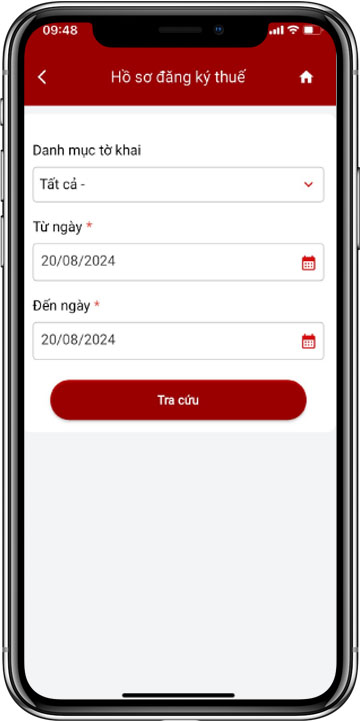 09:48
Hồ sơ đăng ký thuế
Danh mục tờ khai
Tất cả -
Từ ngày *
20/08/2024
Đến ngày *
20/08/2024
Tra cứu